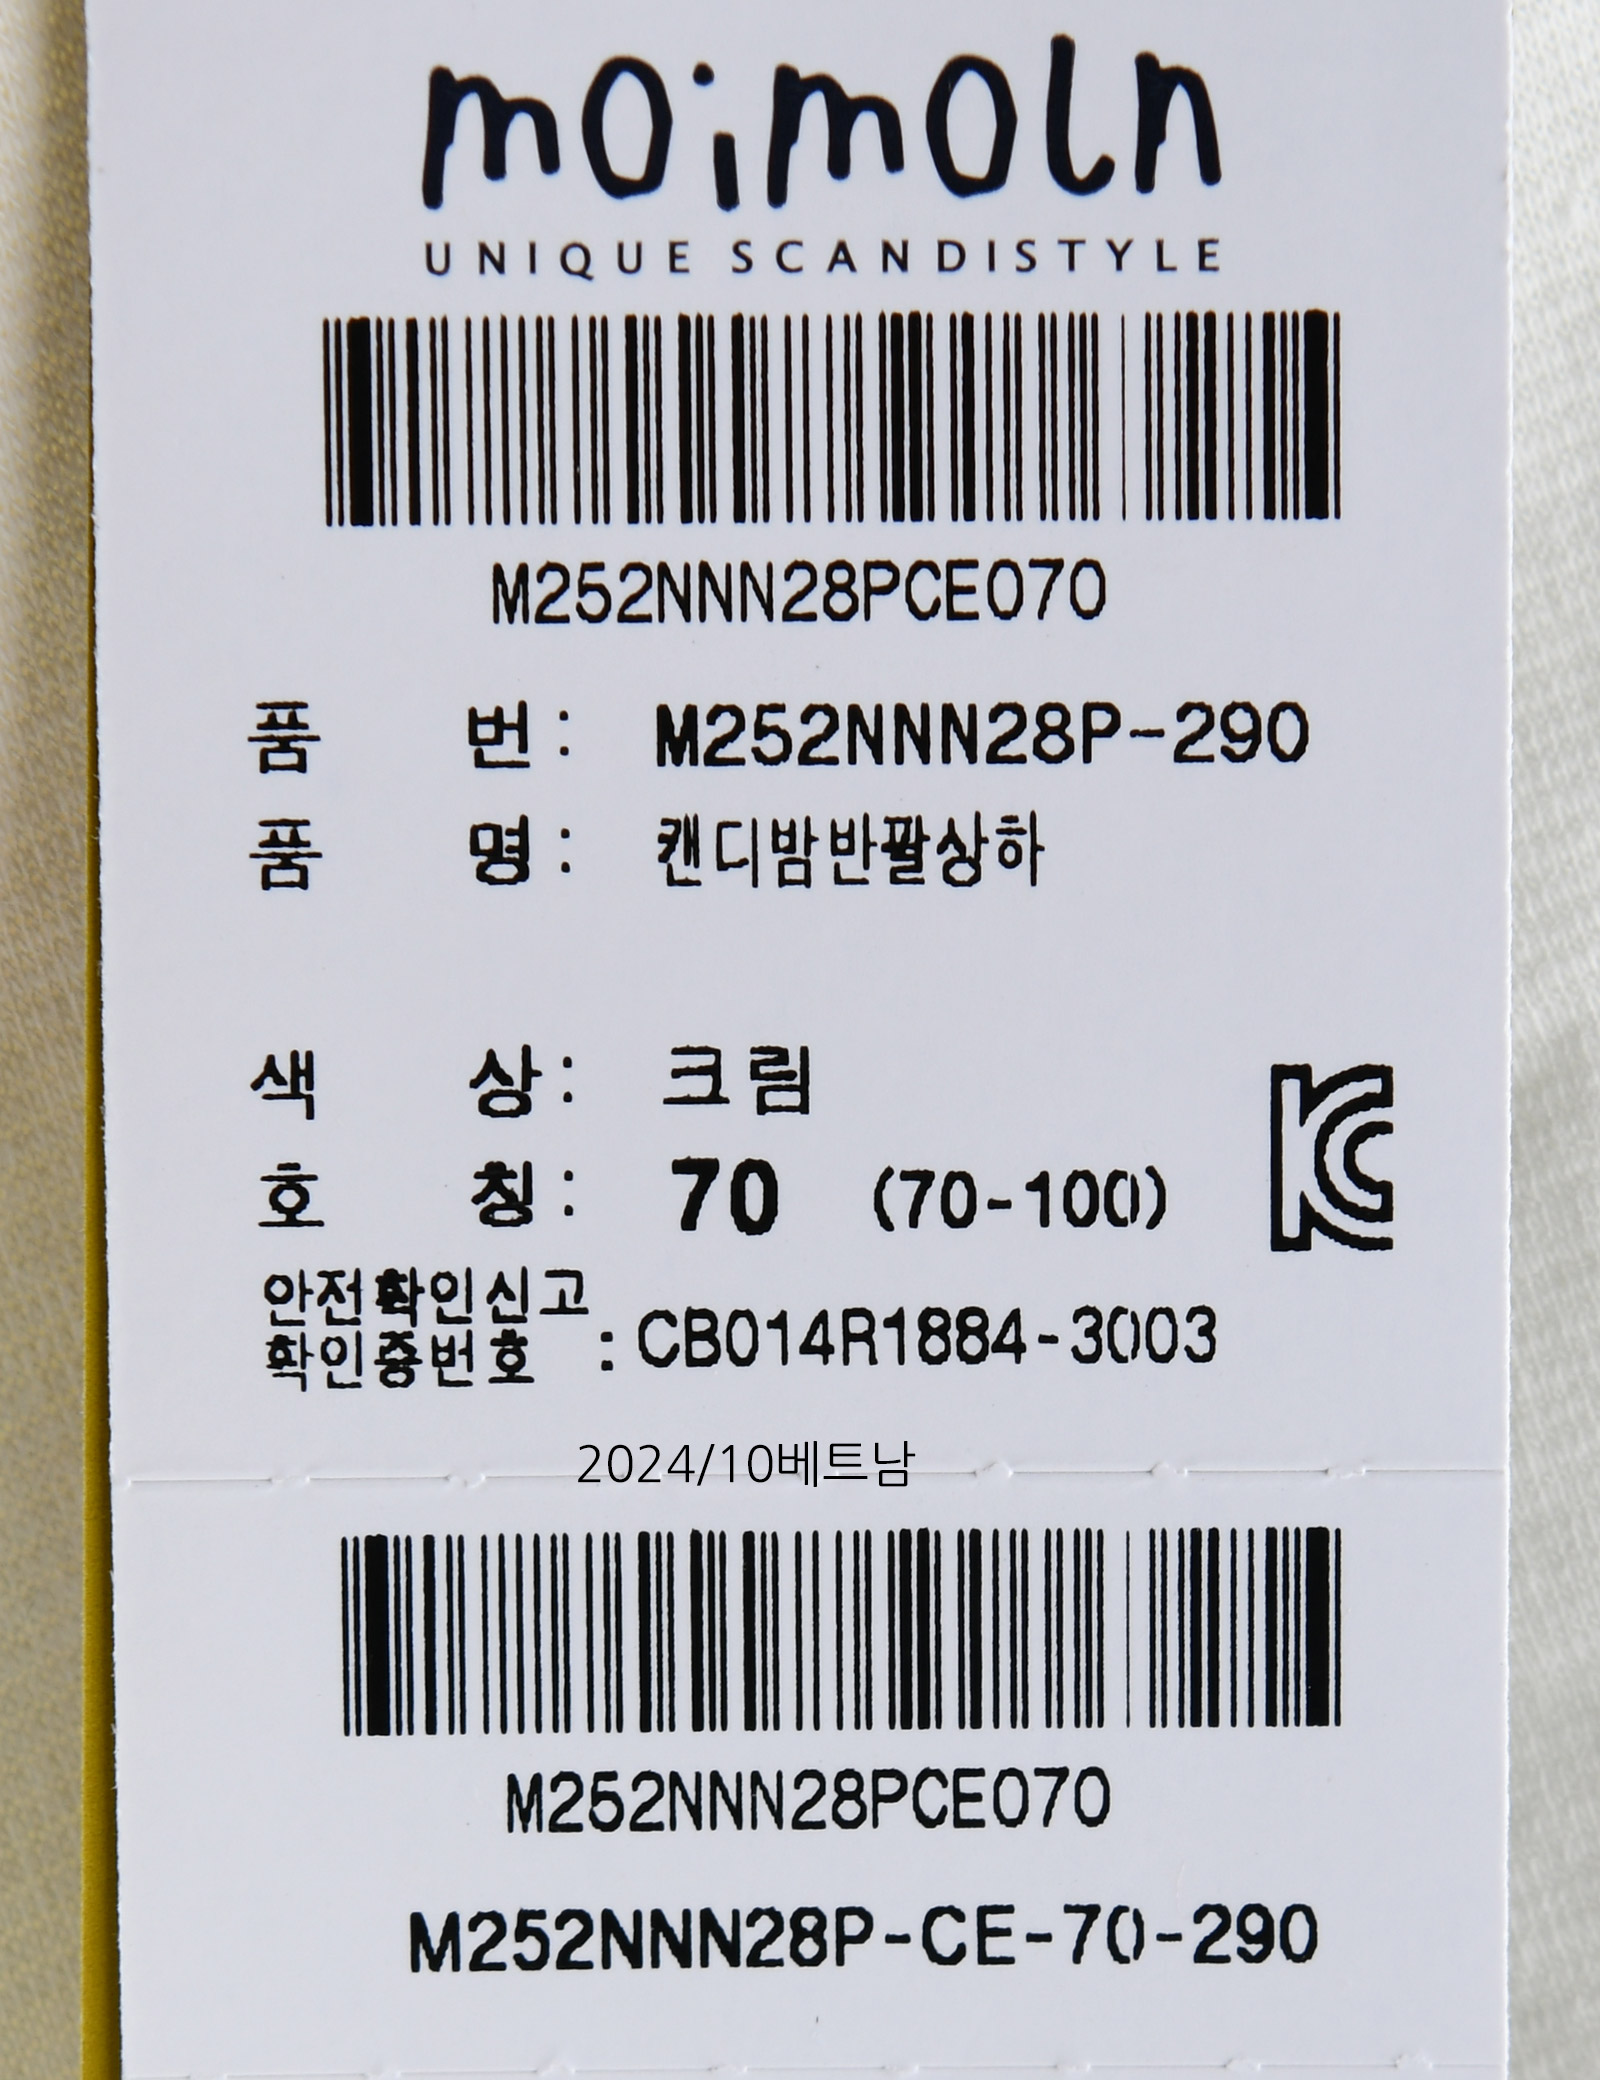 moimoln
UNIQUE SCANDISTYLE
M252NNN28PCE070
품 번 : M252NNN28P-290
품 명 : 캔디밤반팔상하
색 상 : 크림
호 칭 : 70 (70-100)
안전확인신고
확인증번호 : CB014R1884-3003
2024/10베트남
M252NNN28PCE070
M252NNN28P-CE-70-290